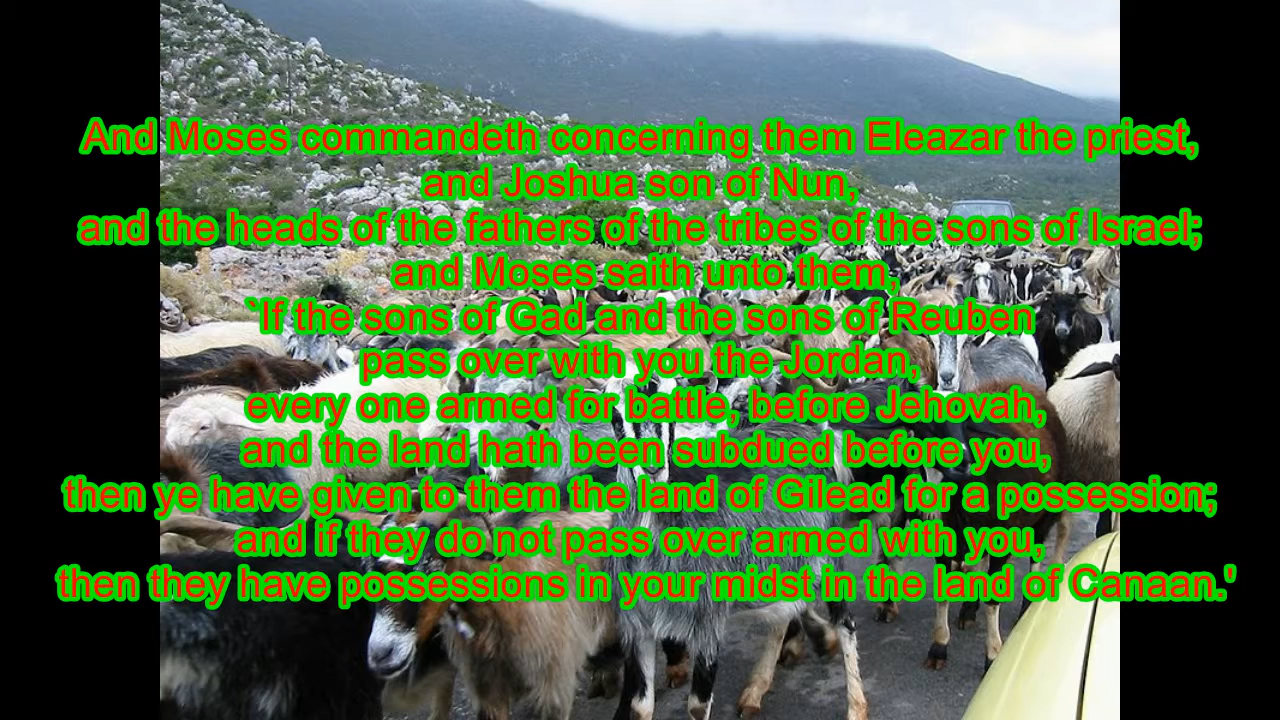 And Moses commandeth concerning them Eleazar the priest,
and Joshua son of Nun,
and the heads of the fathers of the tribes of the sons of Israel;
and Moses saith unto them,
`If the sons of Gad and the sons of Reuben
pass over with you the Jordan,
every one armed for battle, before Jehovah,
and the land hath been subdued before you,
then ye have given to them the land of Gilead for a possession;
and if they do not pass over armed with you,
then they have possessions in your midst in the land of Canaan.'